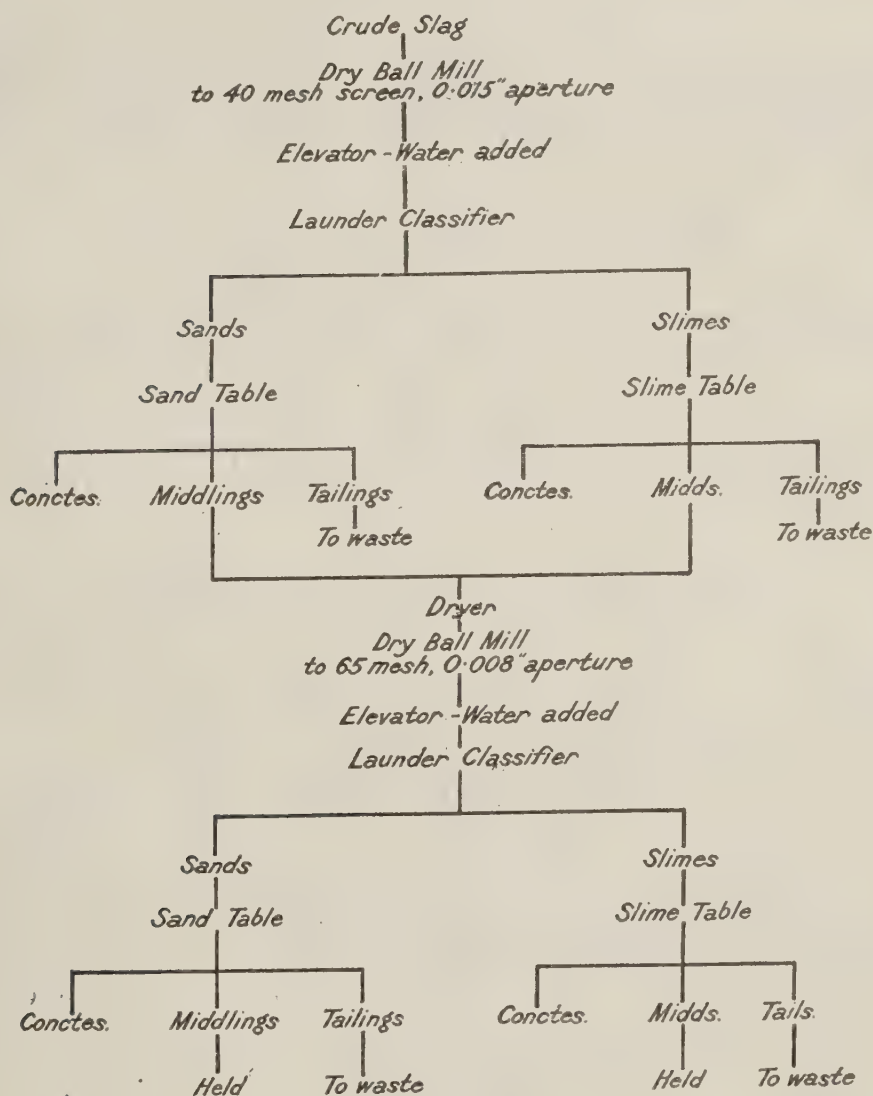 Crude Slag
Dry Ball Mill
to 40 mesh screen, 0·015" aperture
Elevator - Water added
Launder Classifier
Sands
Slimes
Sand Table
Slime Table
Conctes. Middlings Tailings
Conctes. Midds. Tailings
To waste
To waste
Dryer
Dry Ball Mill
to 65 mesh, 0·008" aperture
Elevator - Water added
Launder Classifier
Sands
Slimes
Sand Table
Slime Table
Conctes. Middlings Tailings
Conctes. Midds. Tails.
Held To waste
Held To waste